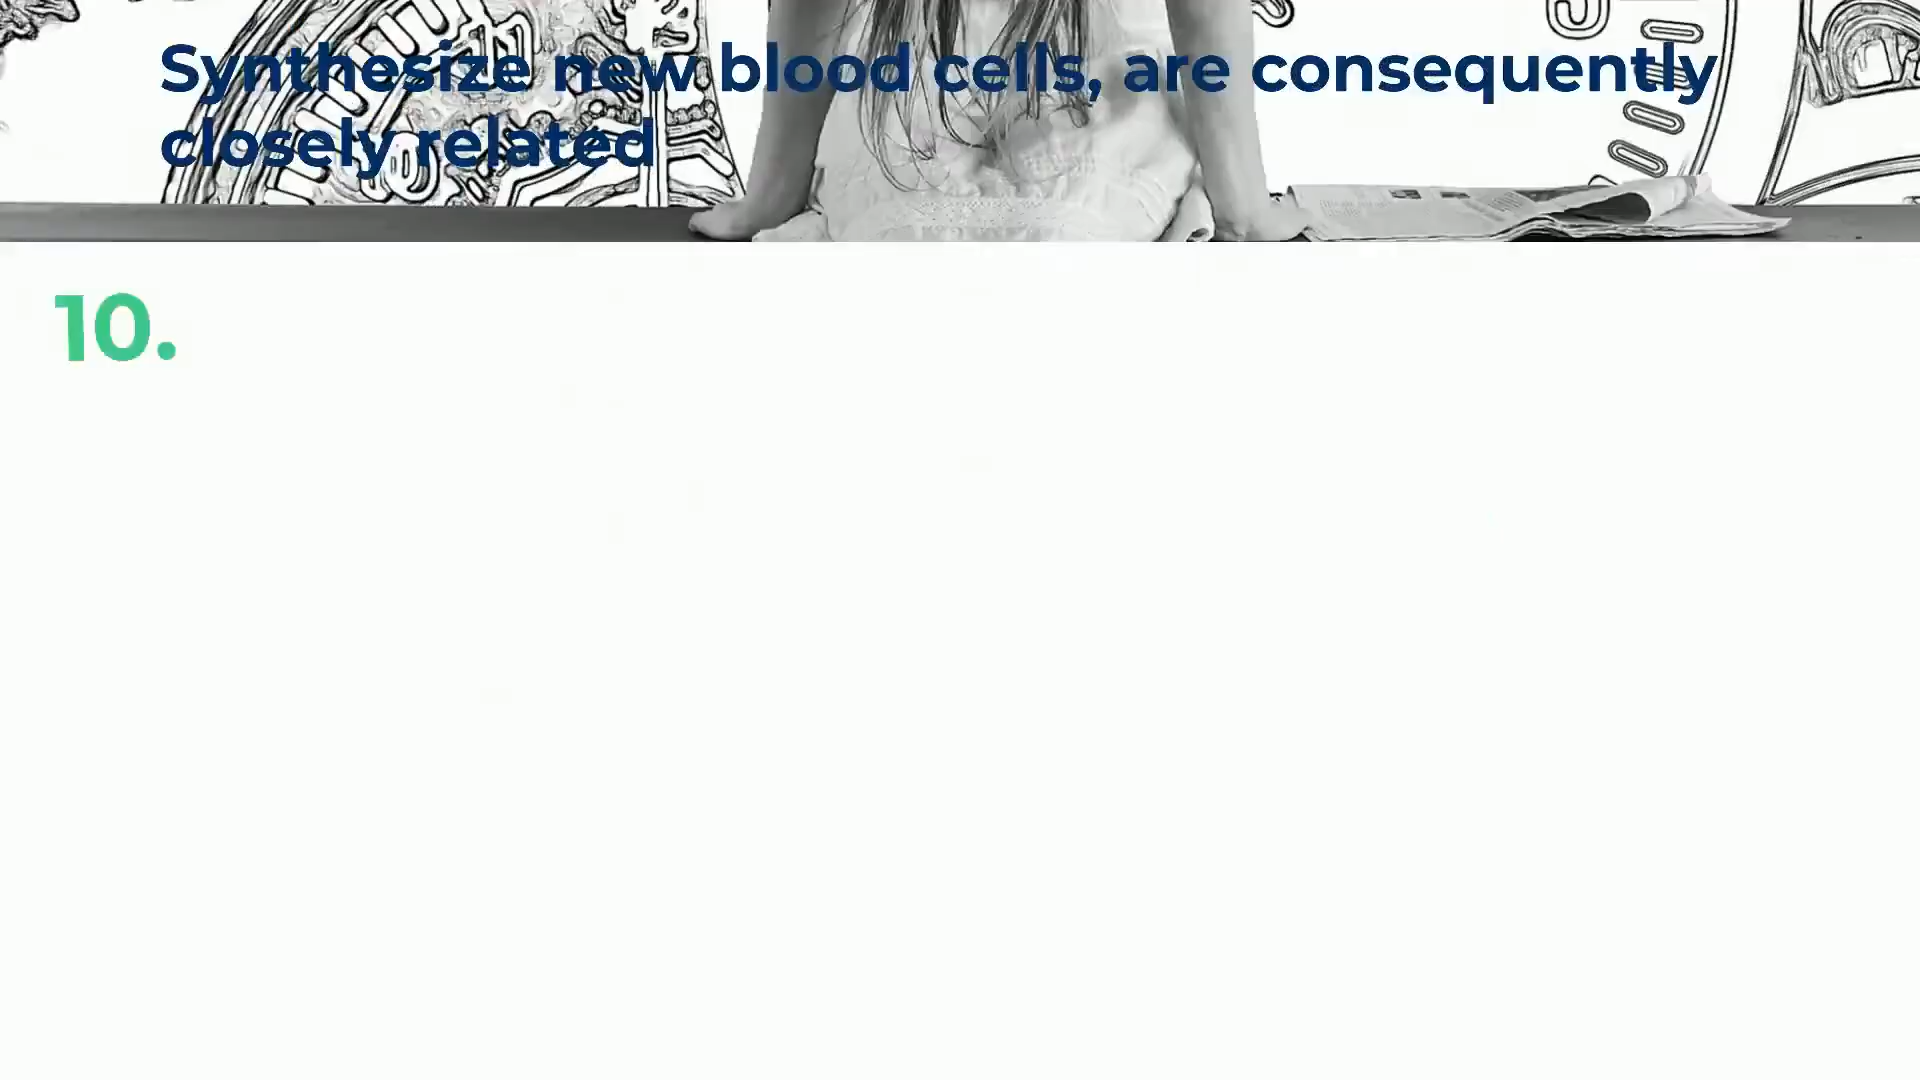 Synthesize new blood cells, are consequently
closely related
10.